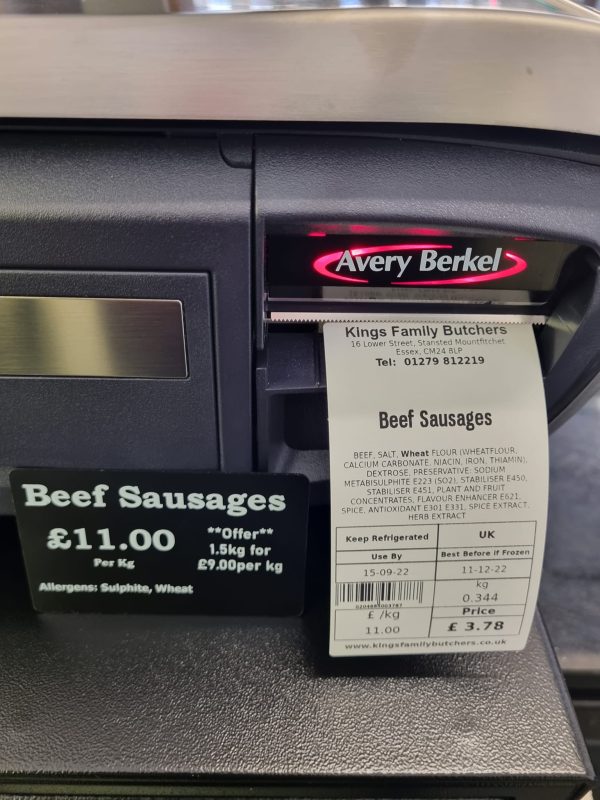 Avery Berkel
Kings Family Butchers
16 Lower Street, Stansted Mountfitchet
Essex, CM24 8LP
Tel: 01279 812219
Beef Sausages
BEEF, SALT, Wheat FLOUR (WHEATFLOUR,
CALCIUM CARBONATE, NIACIN, IRON, THIAMIN),
DEXTROSE, PRESERVATIVE: SODIUM
METABISULPHITE E223 (SO2), STABILISER E450,
STABILISER E451, PLANT AND FRUIT
CONCENTRATES, FLAVOUR ENHANCER E621,
SPICE, ANTIOXIDANT E301 E331, SPICE EXTRACT,
HERB EXTRACT
Keep Refrigerated
UK
Use By
Best Before if Frozen
15-09-22
11-12-22
kg
0.344
0204884003787
£ /kg
11.00
Price
£ 3.78
www.kingsfamilybutchers.co.uk
Beef Sausages
£11.00
Per Kg
**Offer**
1.5kg for
£9.00per kg
Allergens: Sulphite, Wheat